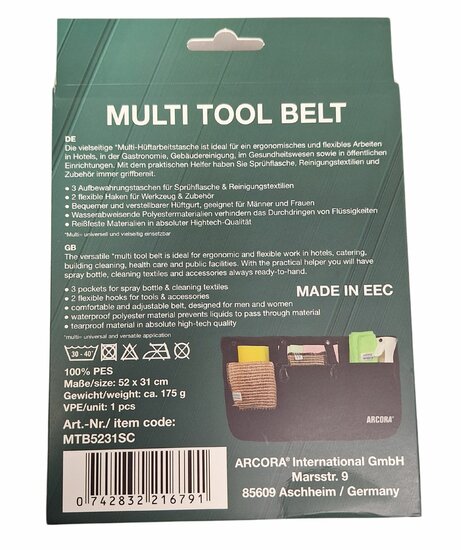 MULTI TOOL BELT
DE
Die vielseitige *Multi-Hüftarbeitstasche ist ideal für ein ergonomisches und flexibles Arbeiten
in Hotels, in der Gastronomie, Gebäudereinigung, im Gesundheitswesen sowie in öffentlichen
Einrichtungen. Mit dem praktischen Helfer haben Sie Sprühflasche, Reinigungstextilien und
Zubehör immer griffbereit.
• 3 Aufbewahrungstaschen für Sprühflasche & Reinigungstextilien
• 2 flexible Haken für Werkzeug & Zubehör
• Bequemer und verstellbarer Hüftgurt, geeignet für Männer und Frauen
• Wasserabweisende Polyestermaterialien verhindern das Durchdringen von Flüssigkeiten
• Reißfeste Materialien in absoluter Hightech-Qualität
*Multi– universell und vielseitig einsetzbar
GB
The versatile *multi tool belt is ideal for ergonomic and flexible work in hotels, catering,
building cleaning, health care and public facilities. With the practical helper you will have
spray bottle, cleaning textiles and accessories always ready-to-hand.
• 3 pockets for spray bottle & cleaning textiles
• 2 flexible hooks for tools & accessories
• comfortable and adjustable belt, designed for men and women
• waterproof polyester material prevents liquids to pass through material
• tearproof material in absolute high-tech quality
*multi– universal and versatile application
MADE IN EEC
30 - 40°
100% PES
Maße/size: 52 x 31 cm
Gewicht/weight: ca. 175 g
VPE/unit: 1 pcs
Art.-Nr./ item code:
MTB5231SC
0 742832 216791
ARCORA®
ARCORA® International GmbH
Marsstr. 9
85609 Aschheim / Germany